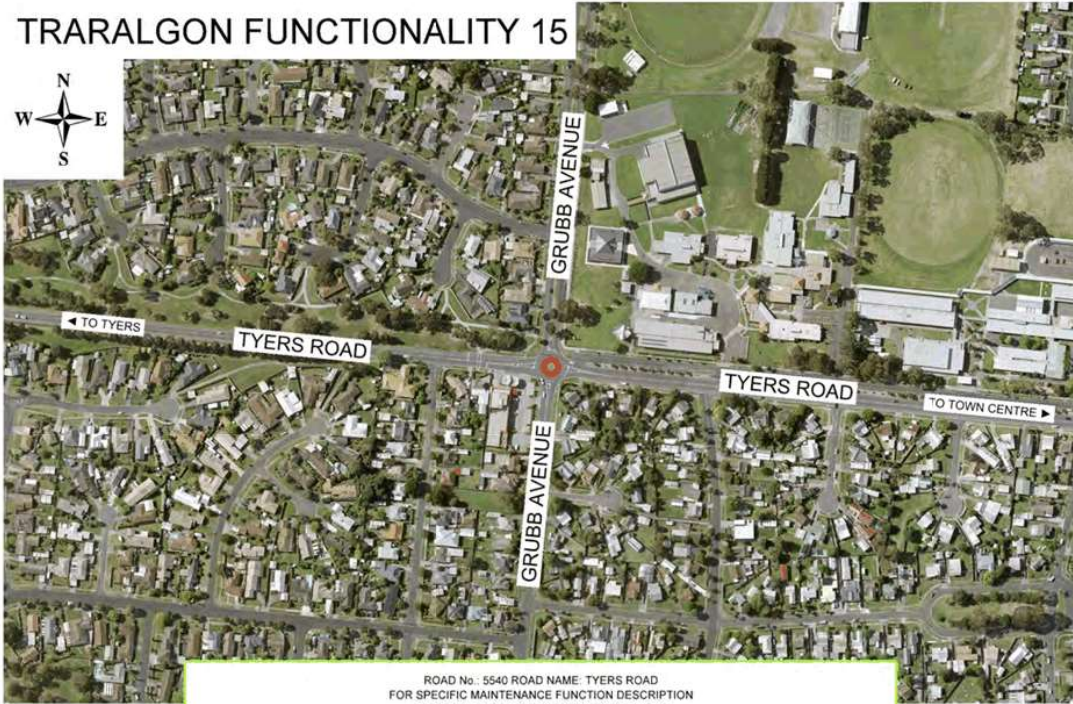 TRARALGON FUNCTIONALITY 15
N
W E
S
GRUBB AVENUE
◄ TO TYERS
TYERS ROAD
TYERS ROAD
TO TOWN CENTRE ►
GRUBB AVENUE
ROAD No.: 5540 ROAD NAME: TYERS ROAD
FOR SPECIFIC MAINTENANCE FUNCTION DESCRIPTION